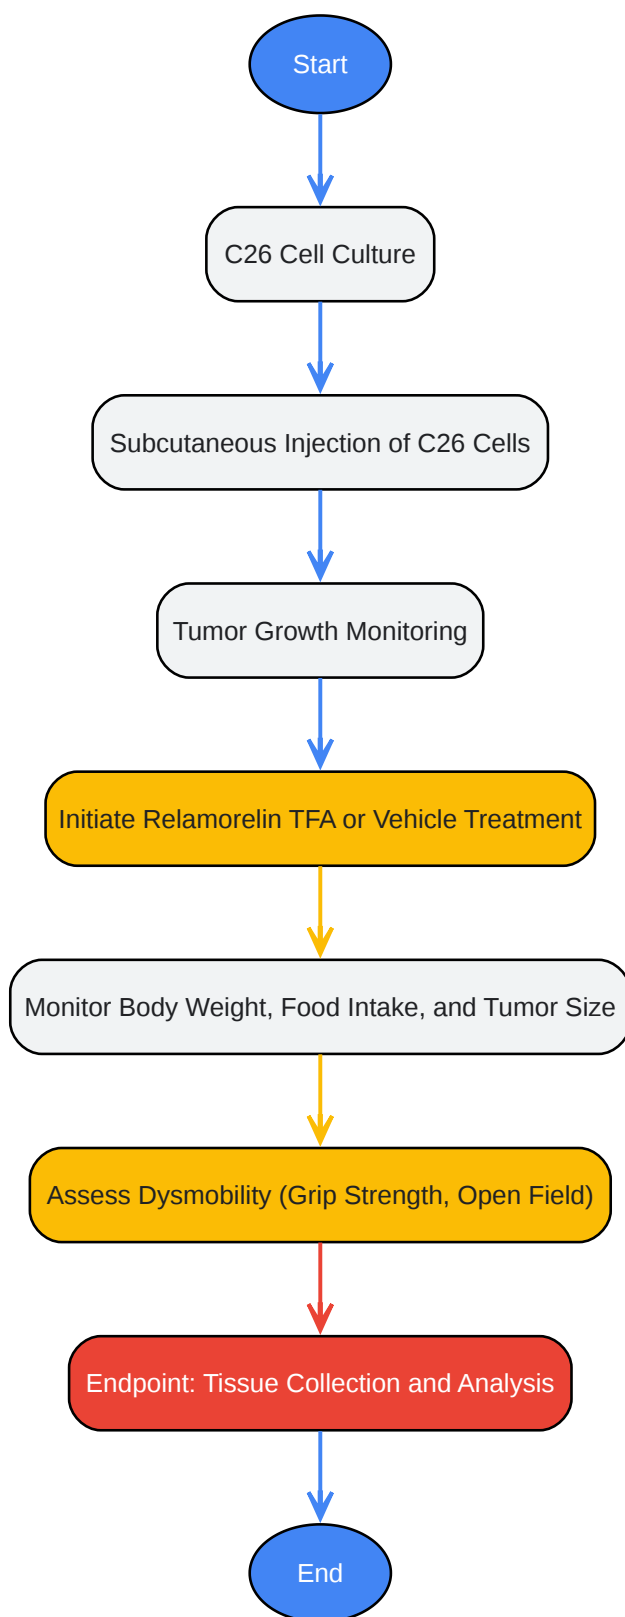 Start
C26 Cell Culture
Subcutaneous Injection of C26 Cells
Tumor Growth Monitoring
Initiate Relamorelin TFA or Vehicle Treatment
Monitor Body Weight, Food Intake, and Tumor Size
Assess Dysmobility (Grip Strength, Open Field)
Endpoint: Tissue Collection and Analysis
End